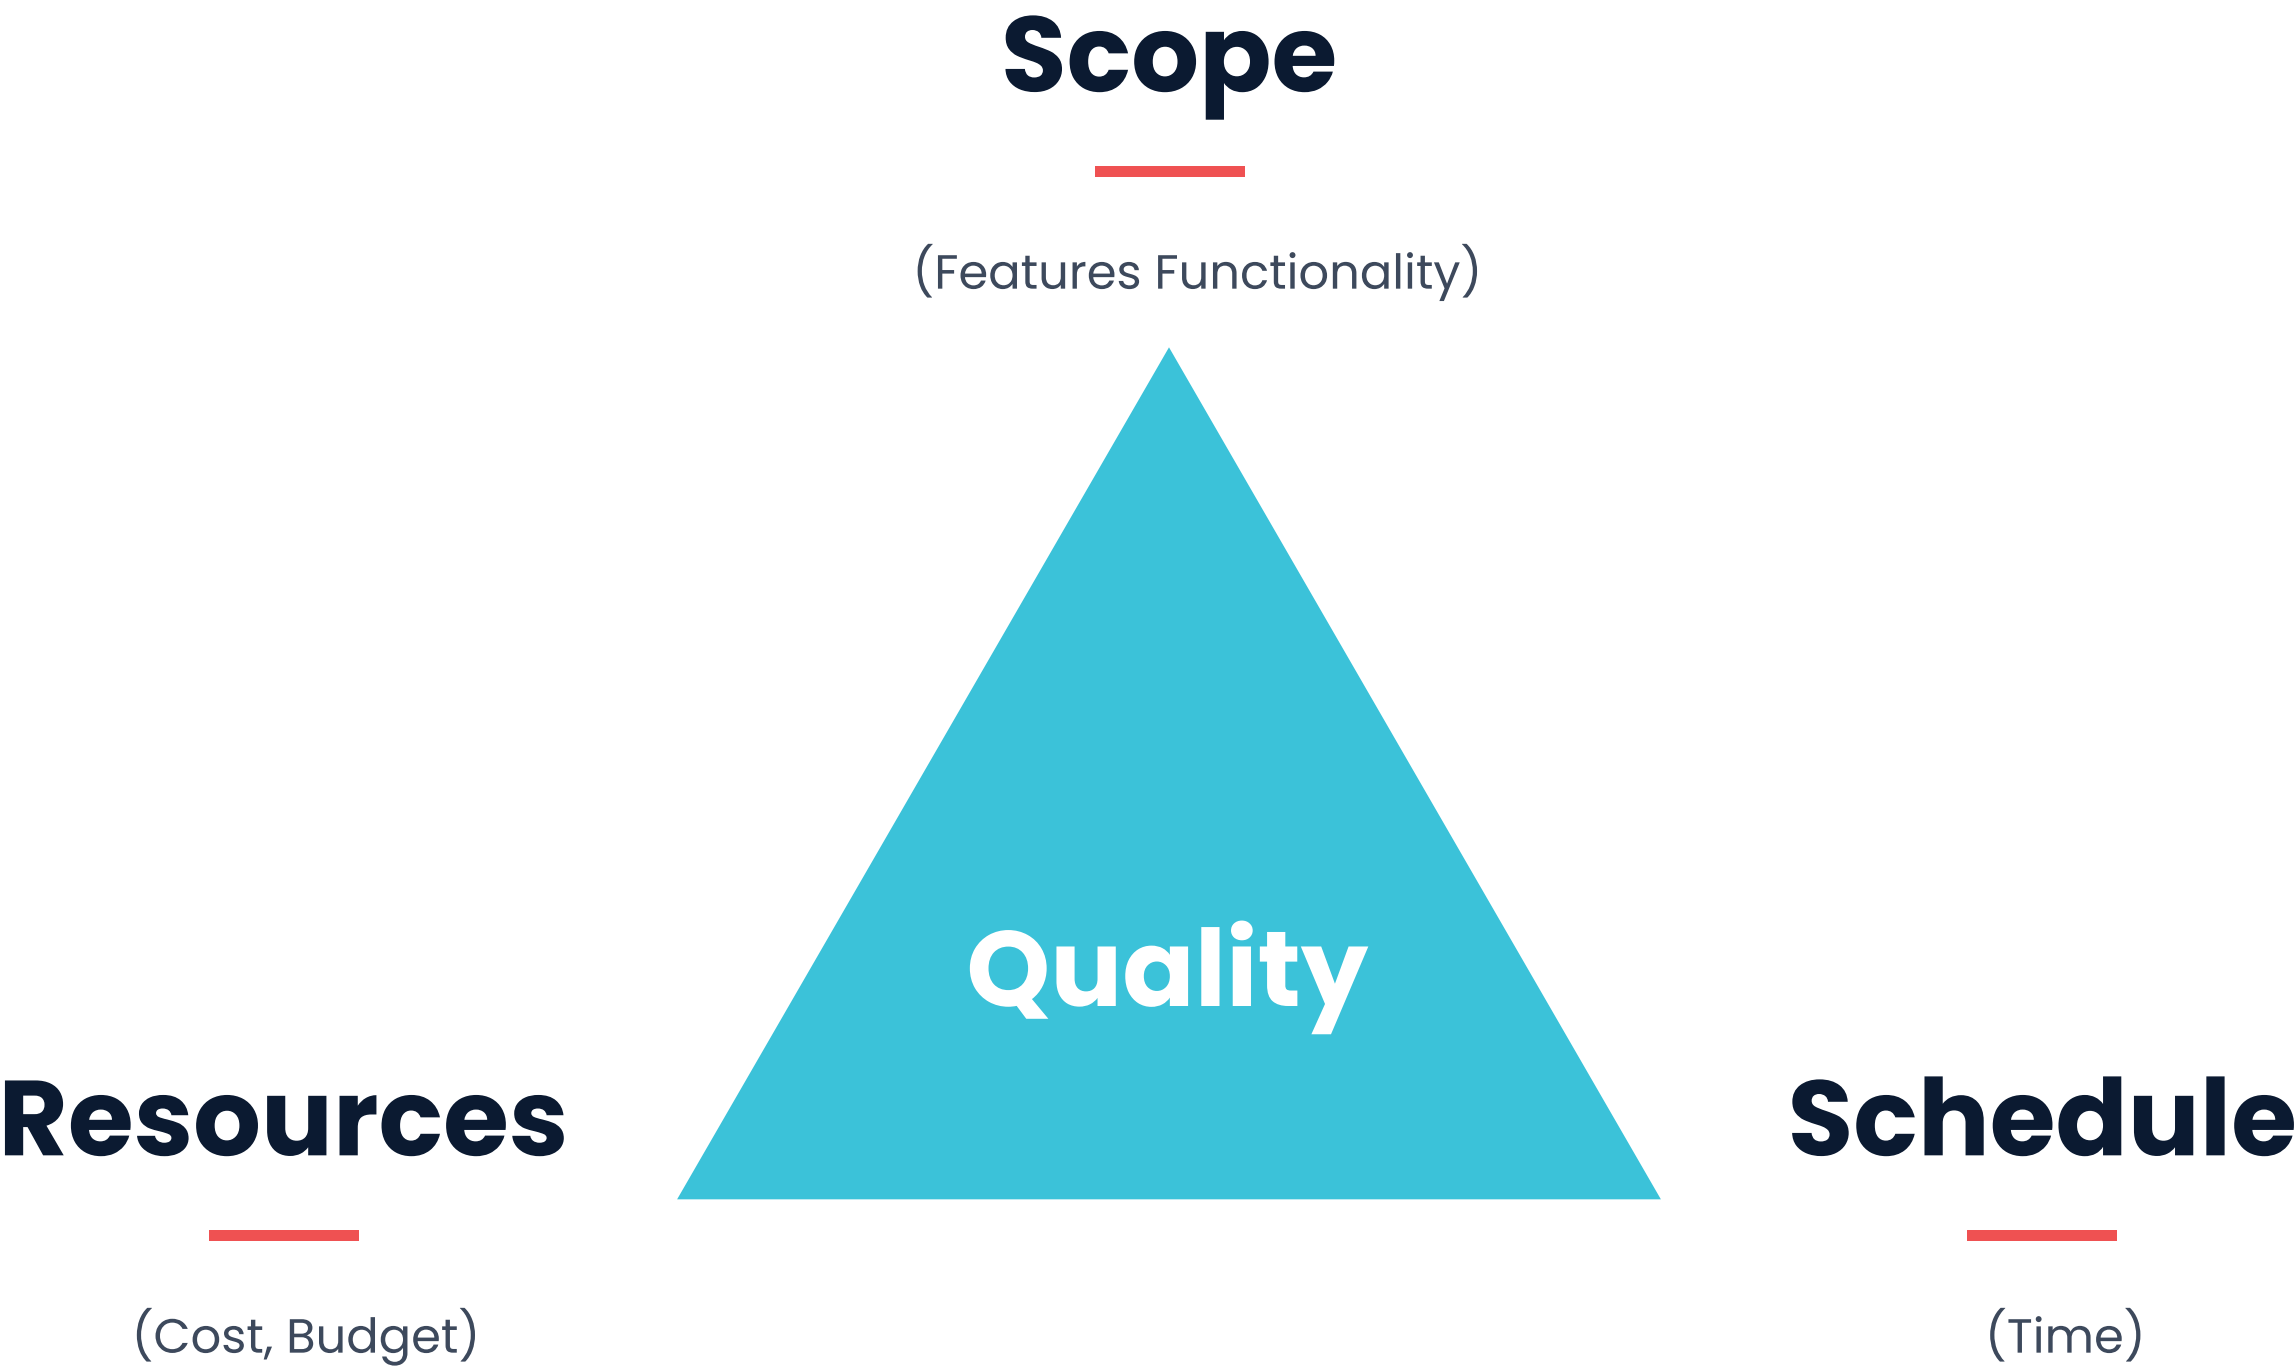 Scope
(Features Functionality)
Quality
Resources
(Cost, Budget)
Schedule
(Time)